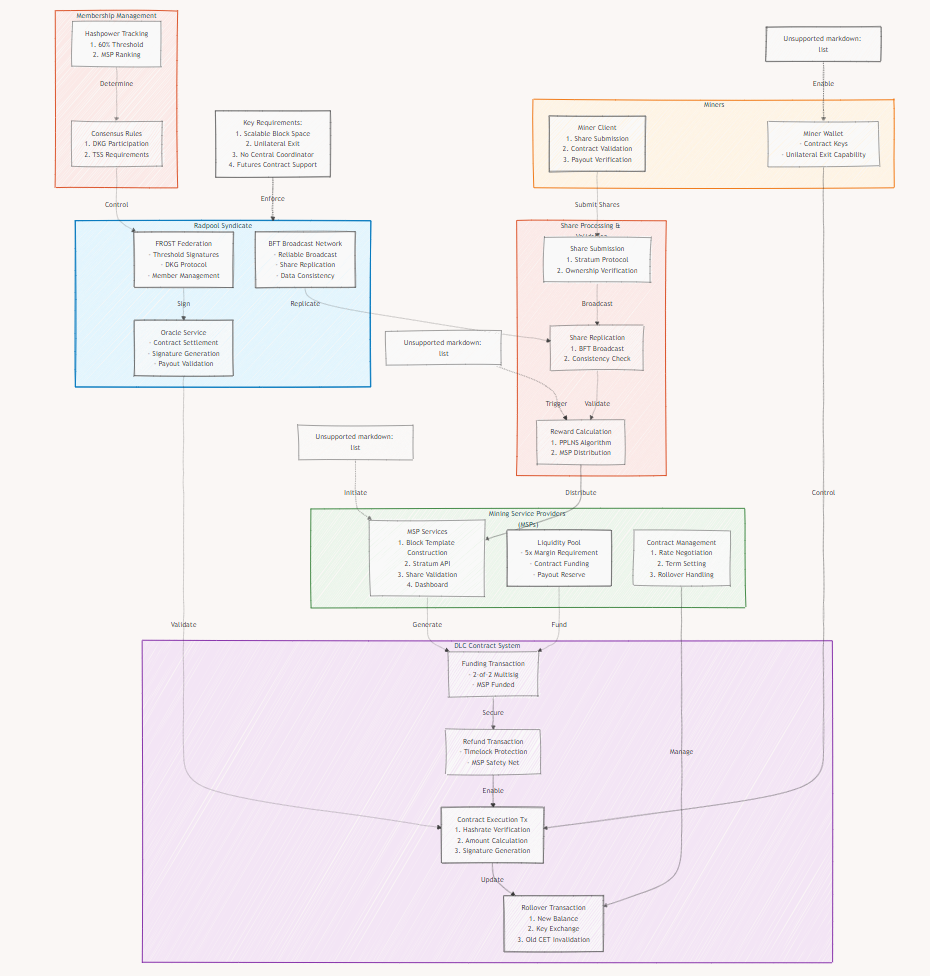 Membership Management
Hashpower Tracking
1. 60% Threshold
2. MSP Ranking
Determine
Consensus Rules
1. DKG Participation
2. TSS Requirements
Control
Key Requirements:
1. Scalable Block Space
2. Unilateral Exit
3. No Central Coordinator
4. Futures Contract Support
Enforce
Unsupported markdown:
list
Enable
Miners
Miner Client
1. Share Submission
2. Contract Validation
3. Payout Verification
Miner Wallet
· Contract Keys
· Unilateral Exit Capability
Submit Shares
Radpool Syndicate
FROST Federation
· Threshold Signatures
· DKG Protocol
· Member Management
BFT Broadcast Network
· Reliable Broadcast
· Share Replication
· Data Consistency
Sign
Replicate
Oracle Service
· Contract Settlement
· Signature Generation
· Payout Validation
Share Processing &
Share Submission
1. Stratum Protocol
2. Ownership Verification
Broadcast
Share Replication
1. BFT Broadcast
2. Consistency Check
Unsupported markdown:
list
Trigger
Validate
Reward Calculation
1. PPLNS Algorithm
2. MSP Distribution
Unsupported markdown:
list
Initiate
Distribute
Control
Mining Service Providers
(MSPs)
MSP Services
1. Block Template
Construction
2. Stratum API
3. Share Validation
4. Dashboard
Liquidity Pool
· 5x Margin Requirement
· Contract Funding
· Payout Reserve
Contract Management
1. Rate Negotiation
2. Term Setting
3. Rollover Handling
Validate
Generate
Fund
DLC Contract System
Funding Transaction
· 2-of-2 Multisig
· MSP Funded
Secure
Refund Transaction
· Timelock Protection
· MSP Safety Net
Manage
Enable
Contract Execution Tx
1. Hashrate Verification
2. Amount Calculation
3. Signature Generation
Update
Rollover Transaction
1. New Balance
2. Key Exchange
3. Old CET Invalidation